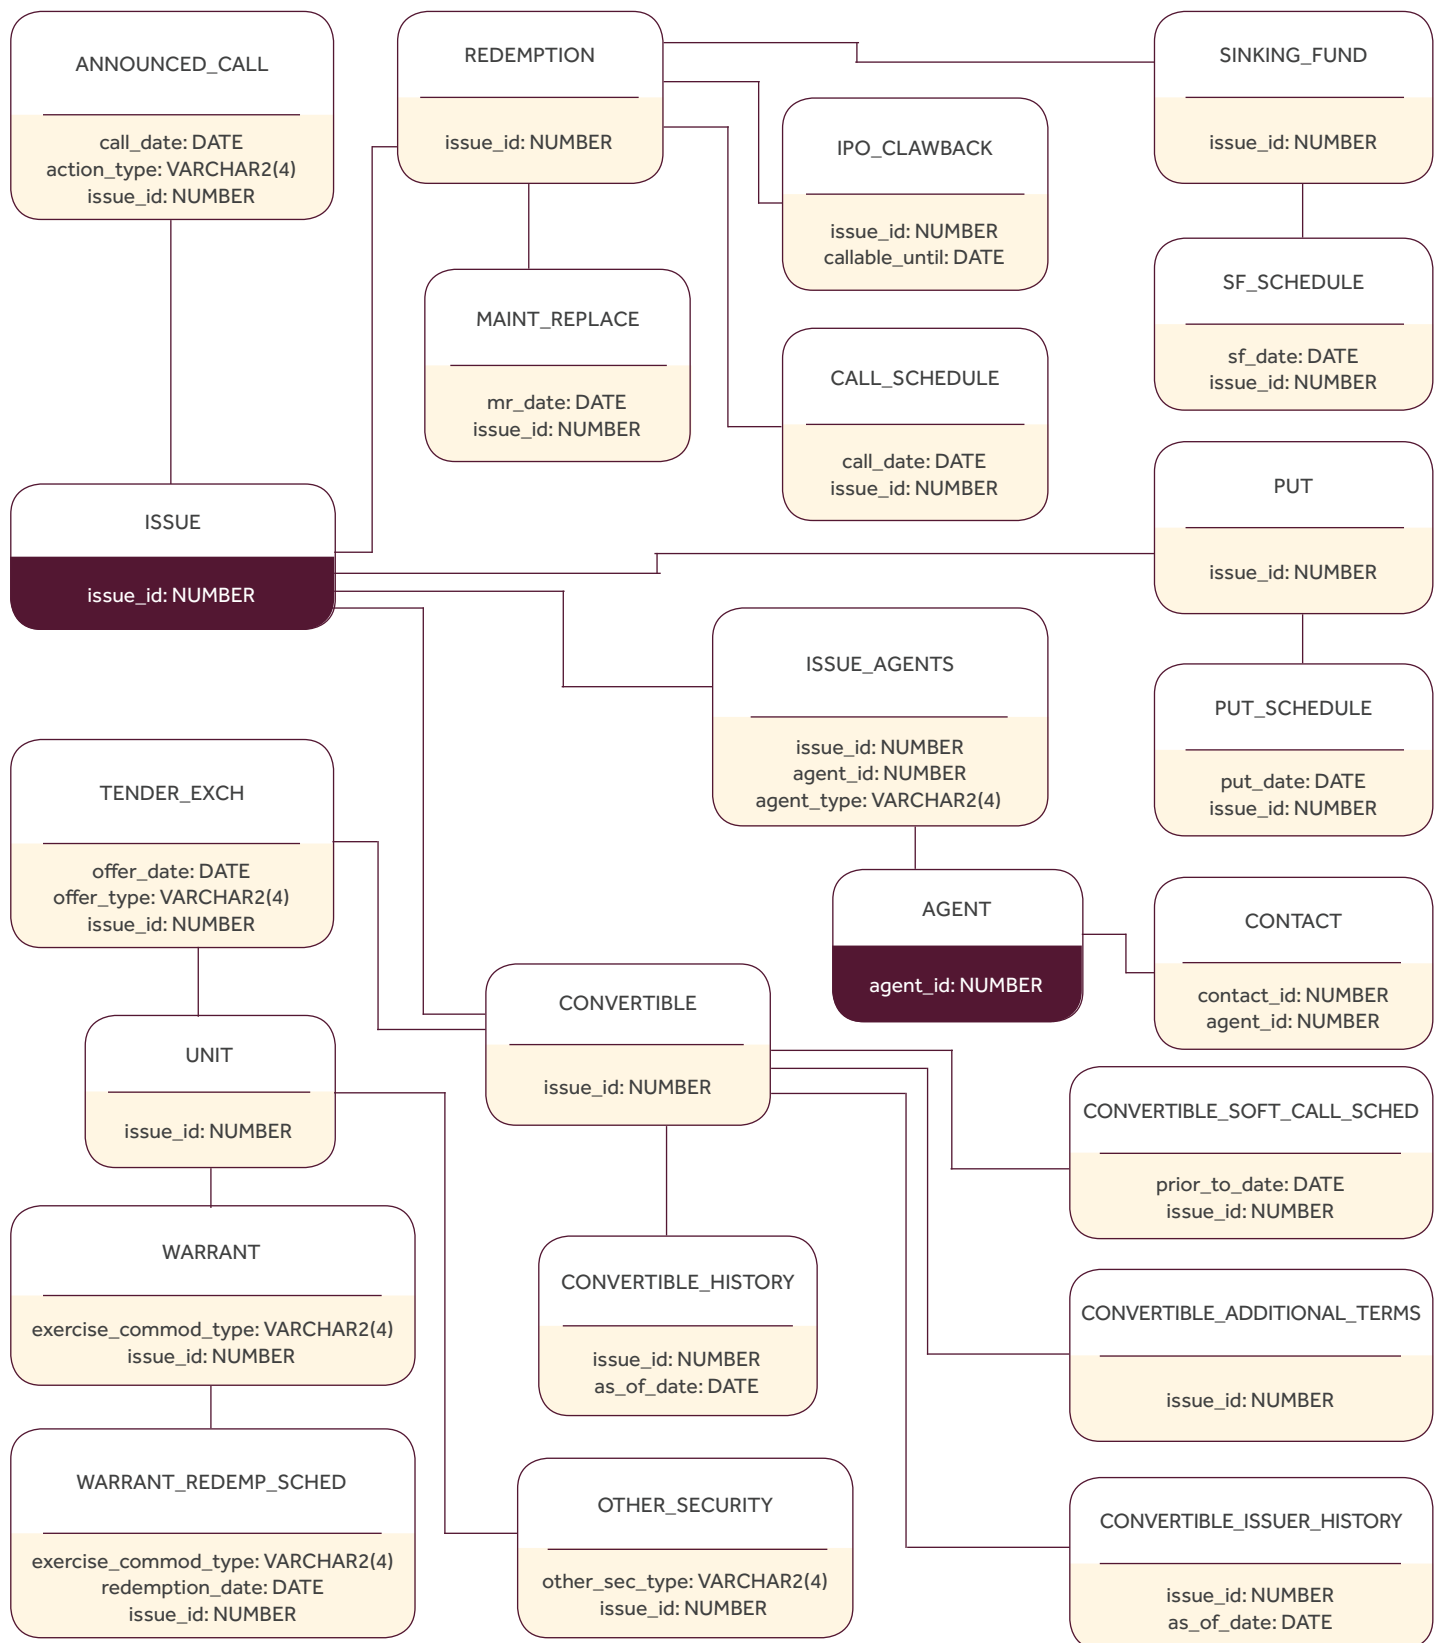 ANNOUNCED_CALL
call_date: DATE
action_type: VARCHAR2(4)
issue_id: NUMBER
REDEMPTION
issue_id: NUMBER
SINKING_FUND
issue_id: NUMBER
IPO_CLAWBACK
issue_id: NUMBER
callable_until: DATE
SF_SCHEDULE
sf_date: DATE
issue_id: NUMBER
MAINT_REPLACE
mr_date: DATE
issue_id: NUMBER
CALL_SCHEDULE
call_date: DATE
issue_id: NUMBER
PUT
issue_id: NUMBER
ISSUE
issue_id: NUMBER
ISSUE_AGENTS
issue_id: NUMBER
agent_id: NUMBER
agent_type: VARCHAR2(4)
PUT_SCHEDULE
put_date: DATE
issue_id: NUMBER
TENDER_EXCH
offer_date: DATE
offer_type: VARCHAR2(4)
issue_id: NUMBER
AGENT
agent_id: NUMBER
CONTACT
contact_id: NUMBER
agent_id: NUMBER
CONVERTIBLE
issue_id: NUMBER
UNIT
issue_id: NUMBER
CONVERTIBLE_SOFT_CALL_SCHED
prior_to_date: DATE
issue_id: NUMBER
WARRANT
exercise_commod_type: VARCHAR2(4)
issue_id: NUMBER
CONVERTIBLE_HISTORY
issue_id: NUMBER
as_of_date: DATE
CONVERTIBLE_ADDITIONAL_TERMS
issue_id: NUMBER
WARRANT_REDEMP_SCHED
exercise_commod_type: VARCHAR2(4)
redemption_date: DATE
issue_id: NUMBER
OTHER_SECURITY
other_sec_type: VARCHAR2(4)
issue_id: NUMBER
CONVERTIBLE_ISSUER_HISTORY
issue_id: NUMBER
as_of_date: DATE